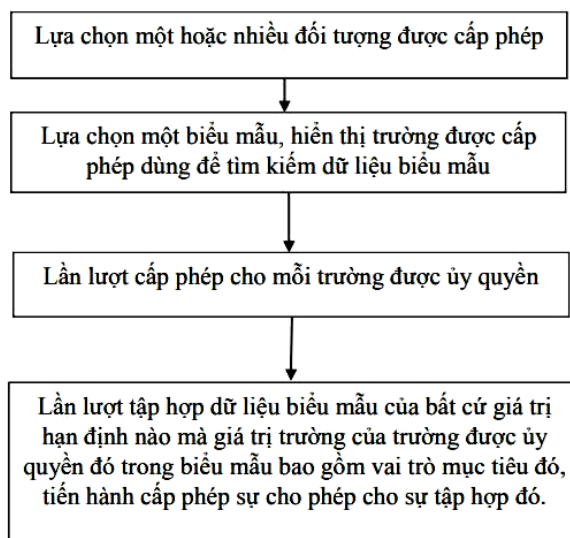 Lựa chọn một hoặc nhiều đối tượng được cấp phép
Lựa chọn một biểu mẫu, hiển thị trường được cấp
phép dùng để tìm kiếm dữ liệu biểu mẫu
Lần lượt cấp phép cho mỗi trường được ủy quyền
Lần lượt tập hợp dữ liệu biểu mẫu của bất cứ giá trị
hạn định nào mà giá trị trường của trường được ủy
quyền đó trong biểu mẫu bao gồm vai trò mục tiêu đó,
tiến hành cấp phép sự cho phép cho sự tập hợp đó.